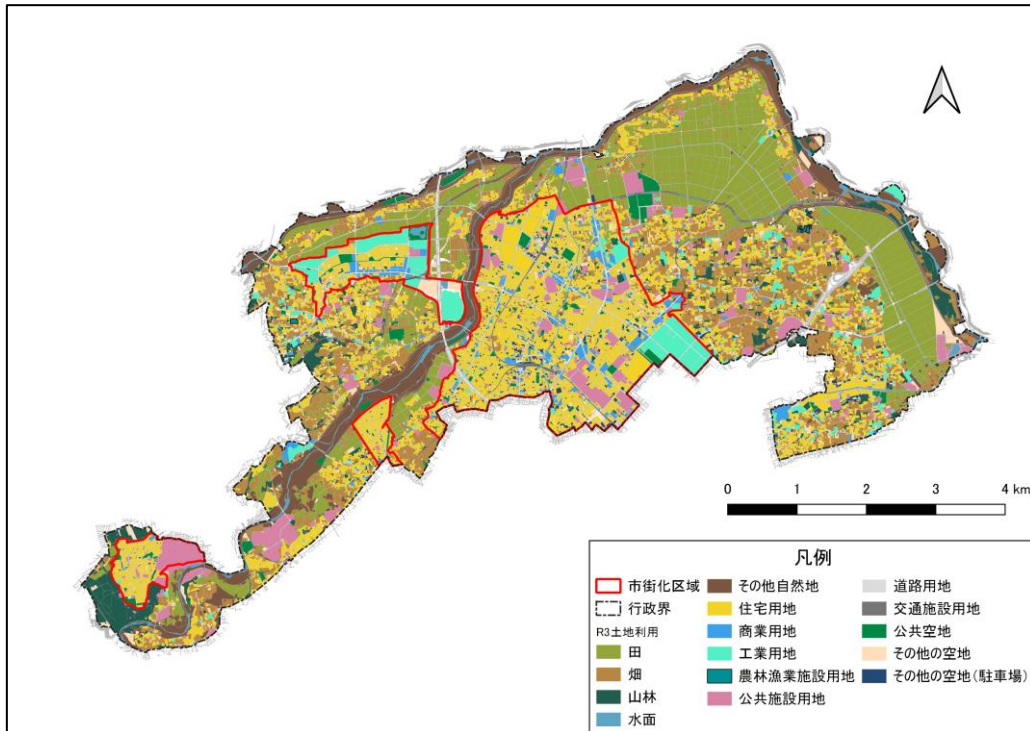 0 1 2 3 4 km
凡例
市街化区域
行政界
R3土地利用
田
畑
山林
水面
その他自然地
住宅用地
商業用地
工業用地
農林漁業施設用地
公共施設用地
道路用地
交通施設用地
公共空地
その他の空地
その他の空地(駐車場)